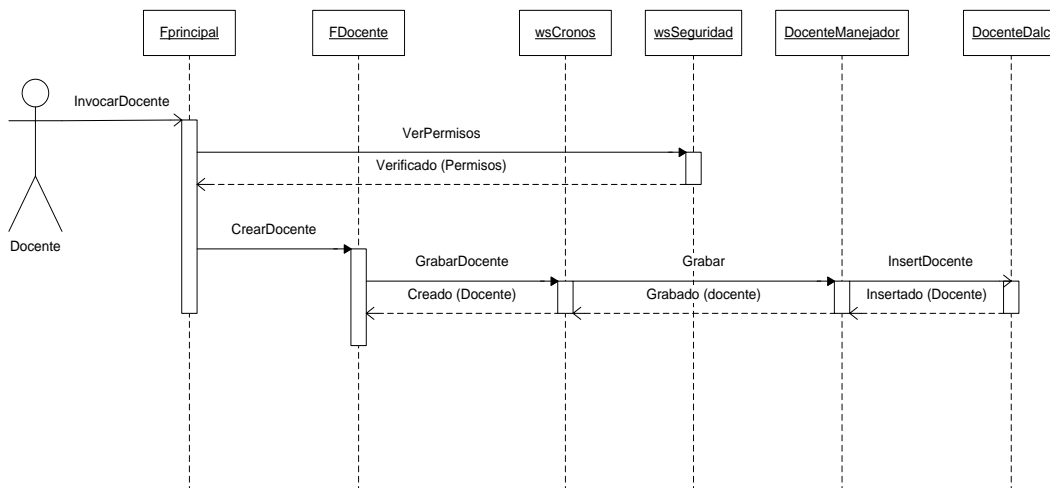 Fprincipal
FDocente
wsCronos
wsSeguridad
DocenteManejador
DocenteDalc
InvocarDocente
VerPermisos
Verificado (Permisos)
Docente
CrearDocente
GrabarDocente
Grabar
InsertDocente
Creado (Docente)
Grabado (docente)
Insertado (Docente)